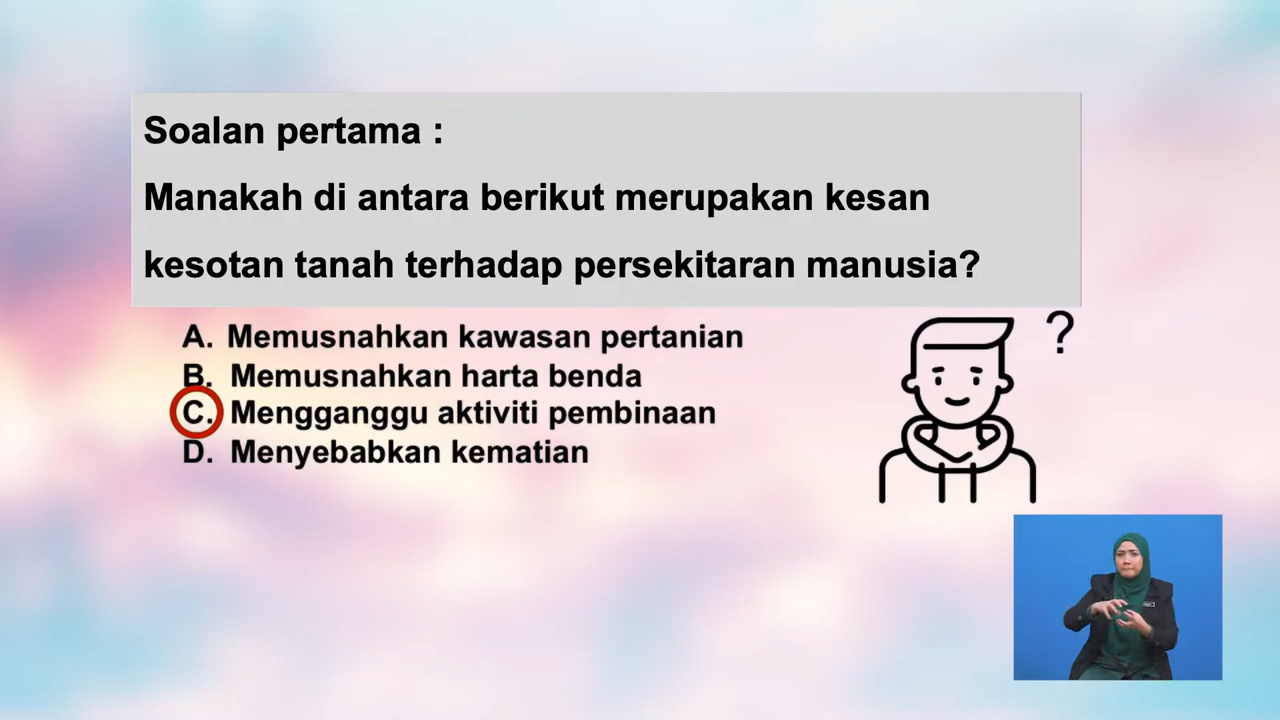 Soalan pertama :
Manakah di antara berikut merupakan kesan
kesotan tanah terhadap persekitaran manusia?
A. Memusnahkan kawasan pertanian
B. Memusnahkan harta benda
C. Mengganggu aktiviti pembinaan
D. Menyebabkan kematian
?